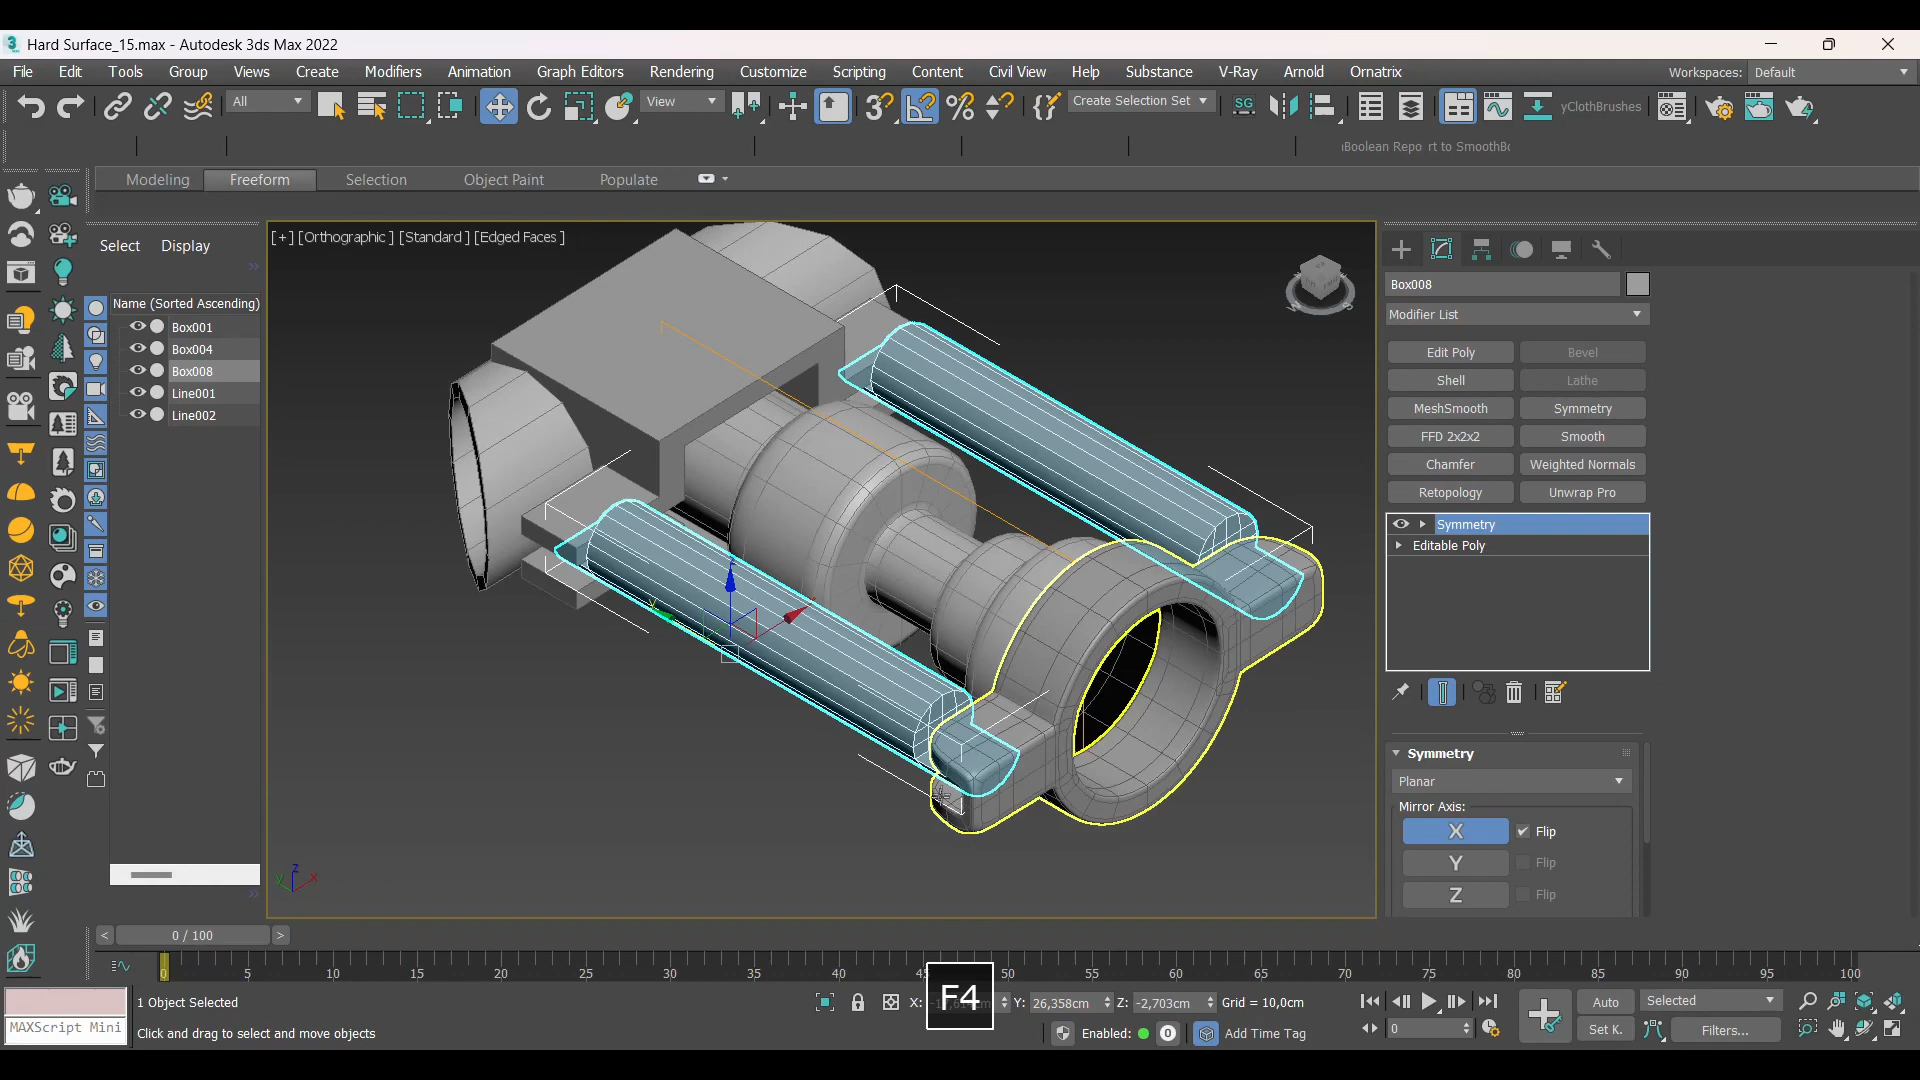 Hard Surface_15.max - Autodesk 3ds Max 2022
File Edit Tools Group Views Create Modifiers Animation Graph Editors Rendering Customize Scripting Content Civil View Help Substance V-Ray Arnold Ornatrix Workspaces: Default
All View Create Selection Set yClothBrushes
Boolean Repo rt to SmoothBo
Modeling Freeform Selection Object Paint Populate
Select Display
[+] [Orthographic ] [Standard ] [Edged Faces ]
Name (Sorted Ascending)
Box001
Box004
Box008
Line001
Line002
Box008
Modifier List
Edit Poly Bevel
Shell Lathe
MeshSmooth Symmetry
FFD 2x2x2 Smooth
Chamfer Weighted Normals
Retopology Unwrap Pro
Symmetry
Editable Poly
Symmetry
Planar
Mirror Axis:
X Flip
Y Flip
Z Flip
z
x
y
< 0 / 100 >
0 5 10 15 20 25 30 35 40 45 50 55 60 65 70 75 80 85 90 95 100
F4
1 Object Selected X: Y: 26,358cm Z: -2,703cm Grid = 10,0cm Auto Selected
MAXScript Mini Click and drag to select and move objects Enabled: 0 Add Time Tag 0 Set K. Filters...